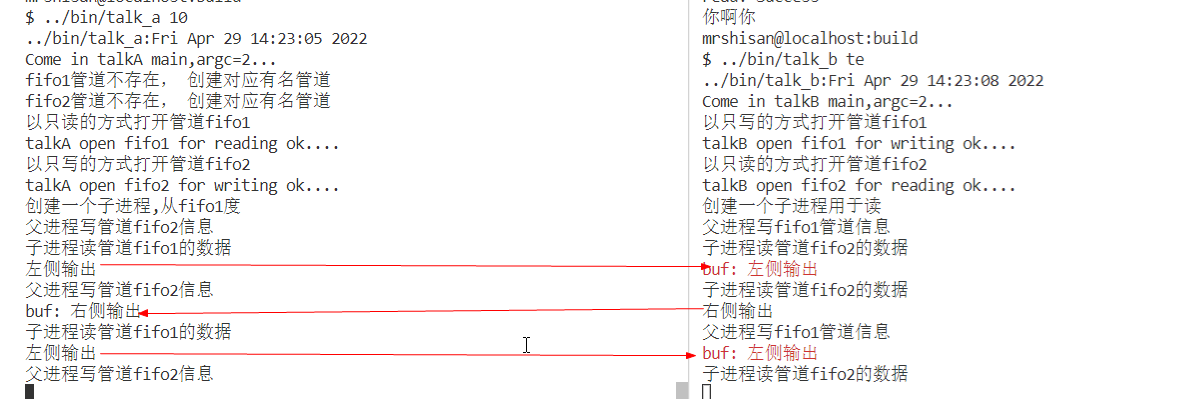 mrshisan@localhost:build
$ ../bin/talk_a 10
../bin/talk_a:Fri Apr 29 14:23:05 2022
Come in talkA main,argc=2...
fifo1管道不存在， 创建对应有名管道
fifo2管道不存在， 创建对应有名管道
以只读的方式打开管道fifo1
talkA open fifo1 for reading ok....
以只写的方式打开管道fifo2
talkA open fifo2 for writing ok....
创建一个子进程,从fifo1度
父进程写管道fifo2信息
子进程读管道fifo1的数据
左侧输出
父进程写管道fifo2信息
buf: 右侧输出
子进程读管道fifo1的数据
左侧输出
父进程写管道fifo2信息
你啊你
mrshisan@localhost:build
$ ../bin/talk_b te
../bin/talk_b:Fri Apr 29 14:23:08 2022
Come in talkB main,argc=2...
以只写的方式打开管道fifo1
talkB open fifo1 for writing ok....
以只读的方式打开管道fifo2
talkB open fifo2 for reading ok....
创建一个子进程用于读
父进程写fifo1管道信息
子进程读管道fifo2的数据
buf: 左侧输出
子进程读管道fifo2的数据
右侧输出
父进程写fifo1管道信息
buf: 左侧输出
子进程读管道fifo2的数据